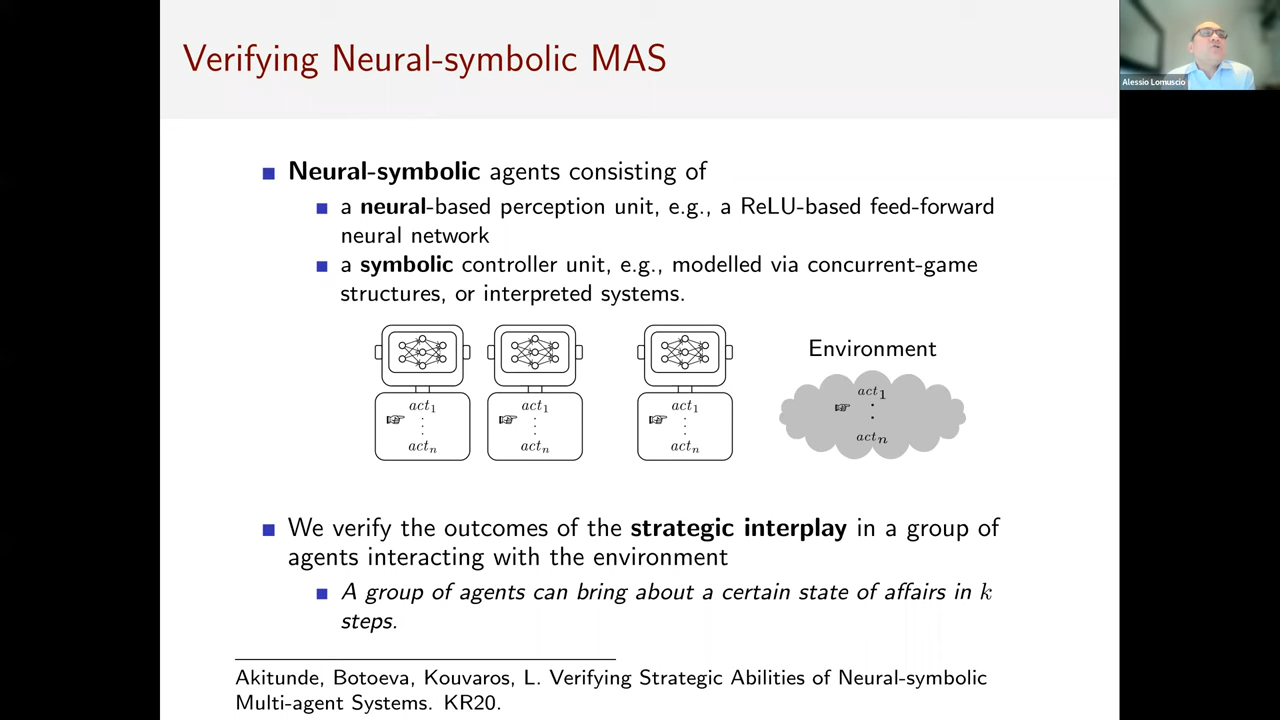 Verifying Neural-symbolic MAS
Alessio Lomuscio
■ Neural-symbolic agents consisting of
■ a neural-based perception unit, e.g., a ReLU-based feed-forward
neural network
■ a symbolic controller unit, e.g., modelled via concurrent-game
structures, or interpreted systems.
Environment
act₁
⋮
actₙ
act₁
⋮
actₙ
act₁
⋮
actₙ
act₁
⋮
actₙ
■ We verify the outcomes of the strategic interplay in a group of
agents interacting with the environment
■ A group of agents can bring about a certain state of affairs in k
steps.
Akitunde, Botoeva, Kouvaros, L. Verifying Strategic Abilities of Neural-symbolic
Multi-agent Systems. KR20.